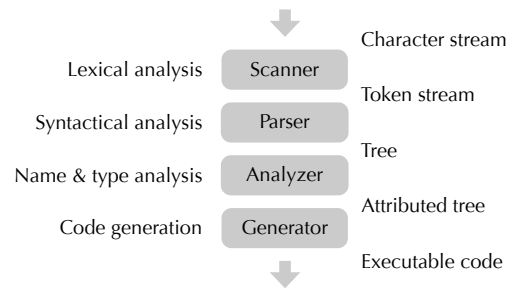 Character stream
Lexical analysis Scanner
Token stream
Syntactical analysis Parser
Tree
Name & type analysis Analyzer
Attributed tree
Code generation Generator
Executable code